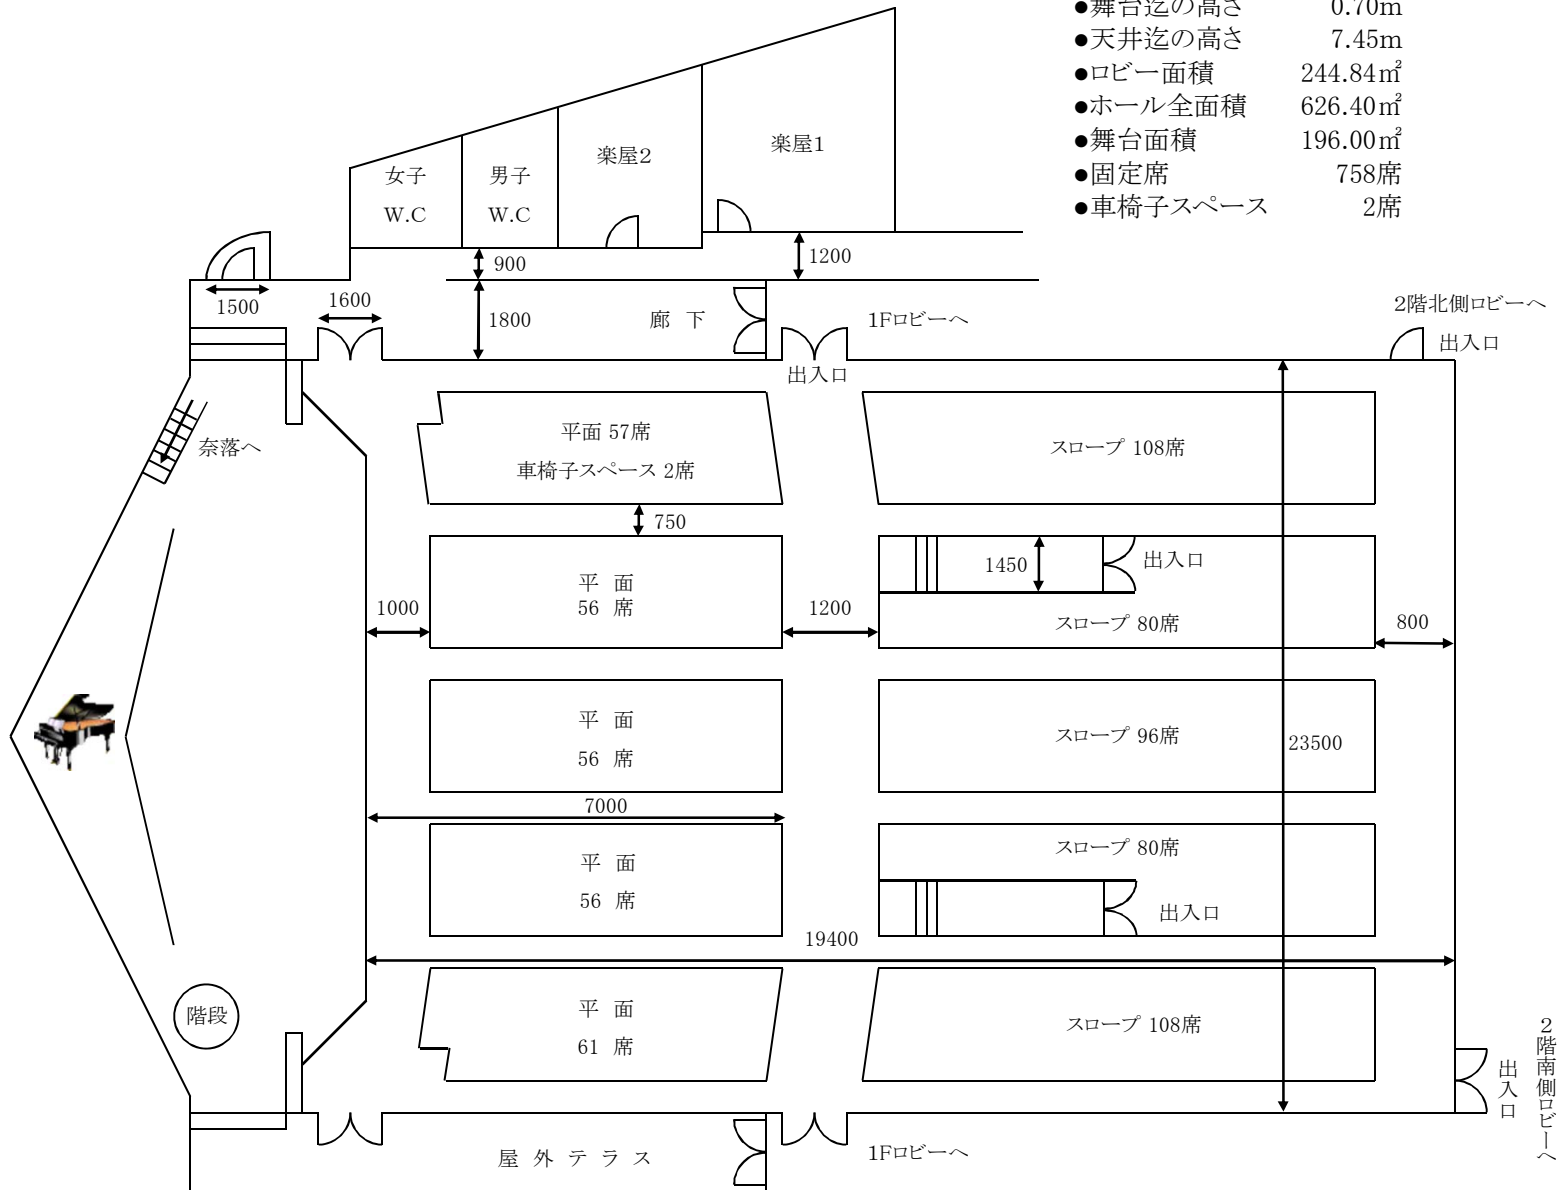 ●舞台迄の高さ 0.70m
●天井迄の高さ 7.45m
●ロビー面積 244.84㎡
●ホール全面積 626.40㎡
●舞台面積 196.00㎡
●固定席 758席
●車椅子スペース 2席
楽屋1
楽屋2
女子
W.C
男子
W.C
900
1200
1500
1600
1800
廊 下
1Fロビーへ
2階北側ロビーへ
出入口
出入口
奈落へ
平面 57席
車椅子スペース 2席
スロープ 108席
750
平 面
56 席
1450
出入口
スロープ 80席
1000
1200
800
平 面
56 席
スロープ 96席
23500
7000
平 面
56 席
スロープ 80席
出入口
19400
階段
平 面
61 席
スロープ 108席
出入口
2階南側ロビーへ
屋 外 テ ラ ス
1Fロビーへ